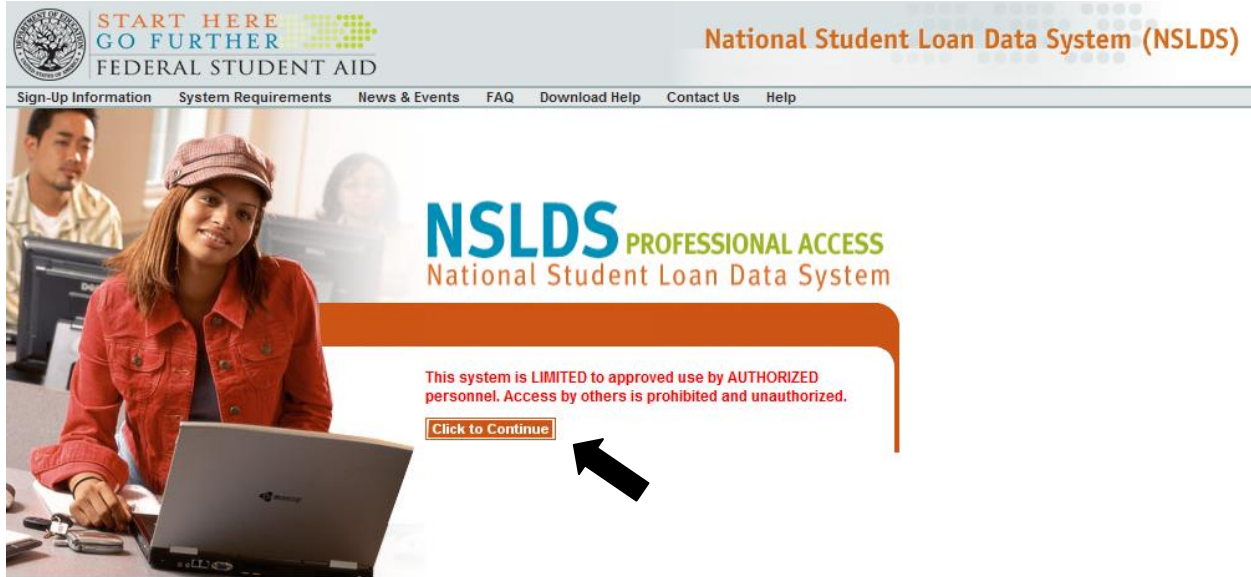 START HERE
GO FURTHER
FEDERAL STUDENT AID
National Student Loan Data System (NSLDS)
Sign-Up Information System Requirements News & Events FAQ Download Help Contact Us Help
NSLDS PROFESSIONAL ACCESS
National Student Loan Data System
This system is LIMITED to approved use by AUTHORIZED
personnel. Access by others is prohibited and unauthorized.
Click to Continue